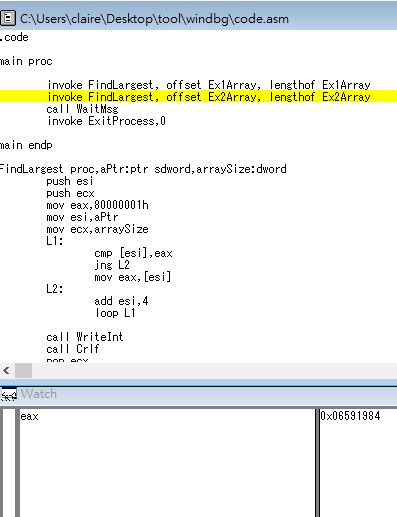 C:\Users\claire\Desktop\tool\windbg\code.asm
.code
main proc
invoke FindLargest, offset Ex1Array, lengthof Ex1Array
invoke FindLargest, offset Ex2Array, lengthof Ex2Array
call WaitMsg
invoke ExitProcess,0
main endp
FindLargest proc,aPtr:ptr sdword,arraySize:dword
push esi
push ecx
mov eax,80000001h
mov esi,aPtr
mov ecx,arraySize
L1:
cmp [esi],eax
jng L2
mov eax,[esi]
L2:
add esi,4
loop L1
call WriteInt
call Crlf
pop ecx
Watch
eax 0x06591984